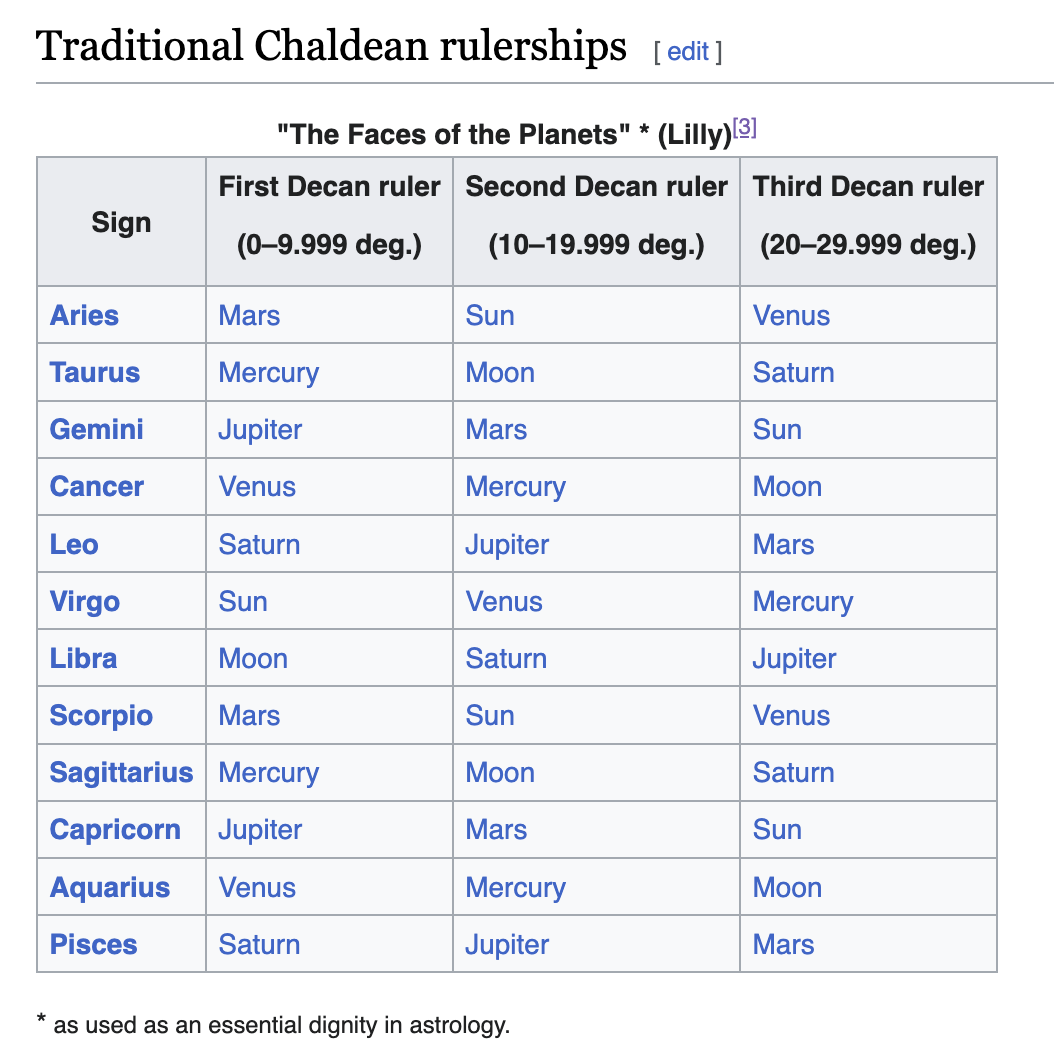 Traditional Chaldean rulerships [ edit ]
"The Faces of the Planets" * (Lilly)[3]
Sign First Decan ruler (0–9.999 deg.) Second Decan ruler (10–19.999 deg.) Third Decan ruler (20–29.999 deg.)
Aries Mars Sun Venus
Taurus Mercury Moon Saturn
Gemini Jupiter Mars Sun
Cancer Venus Mercury Moon
Leo Saturn Jupiter Mars
Virgo Sun Venus Mercury
Libra Moon Saturn Jupiter
Scorpio Mars Sun Venus
Sagittarius Mercury Moon Saturn
Capricorn Jupiter Mars Sun
Aquarius Venus Mercury Moon
Pisces Saturn Jupiter Mars
* as used as an essential dignity in astrology.